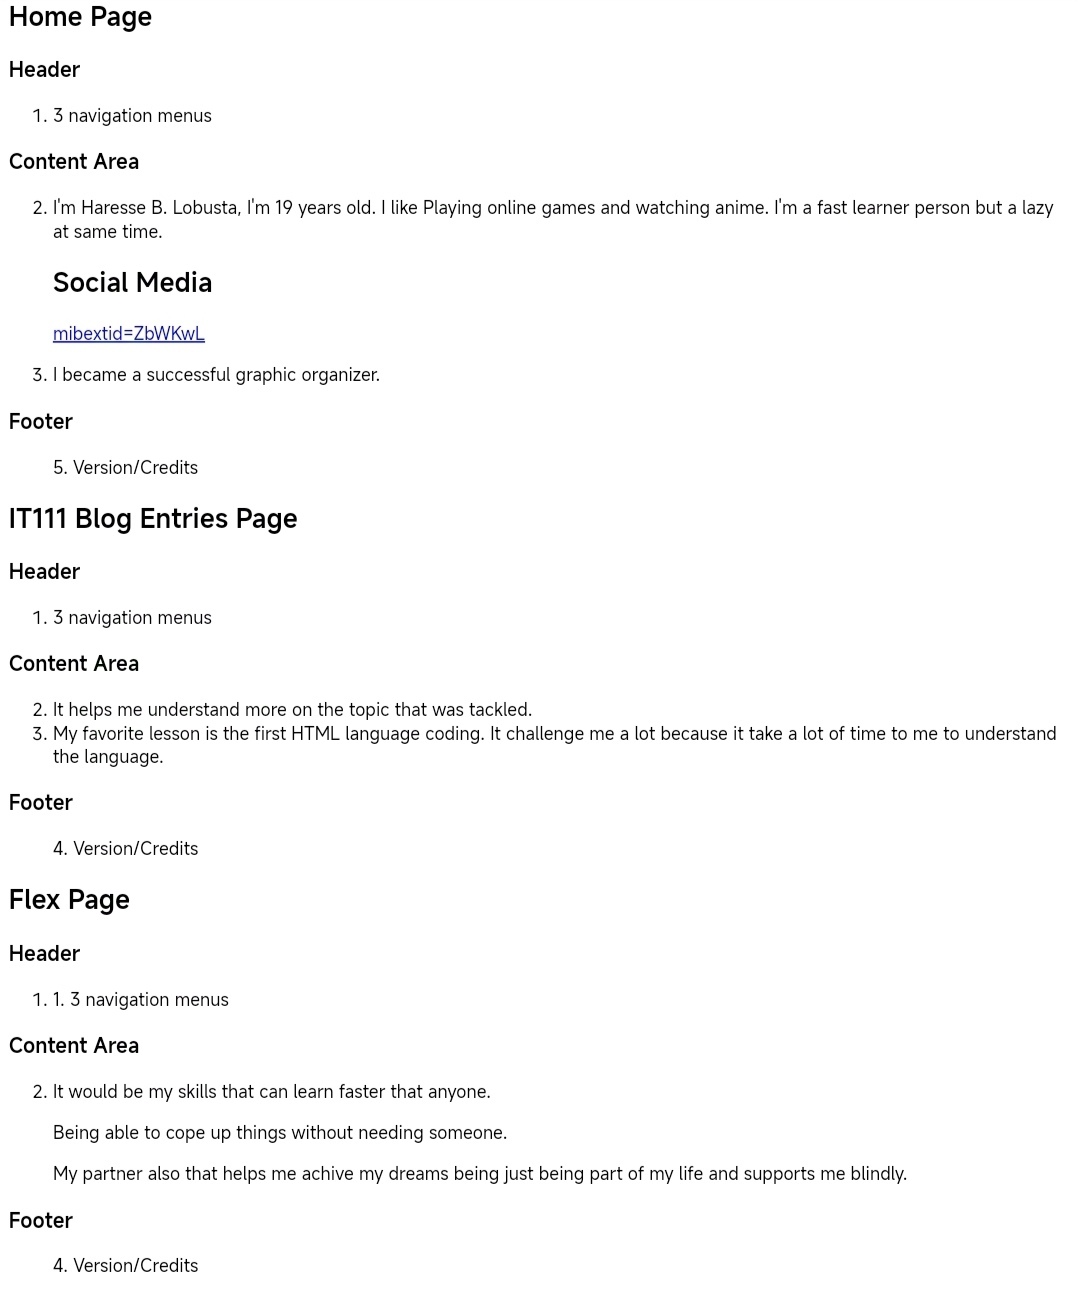 Home Page
Header
1. 3 navigation menus
Content Area
2. I'm Haresse B. Lobusta, I'm 19 years old. I like Playing online games and watching anime. I'm a fast learner person but a lazy
at same time.
Social Media
mibextid=ZbWKwL
3. I became a successful graphic organizer.
Footer
5. Version/Credits
IT111 Blog Entries Page
Header
1. 3 navigation menus
Content Area
2. It helps me understand more on the topic that was tackled.
3. My favorite lesson is the first HTML language coding. It challenge me a lot because it take a lot of time to me to understand
the language.
Footer
4. Version/Credits
Flex Page
Header
1. 1. 3 navigation menus
Content Area
2. It would be my skills that can learn faster that anyone.
Being able to cope up things without needing someone.
My partner also that helps me achive my dreams being just being part of my life and supports me blindly.
Footer
4. Version/Credits